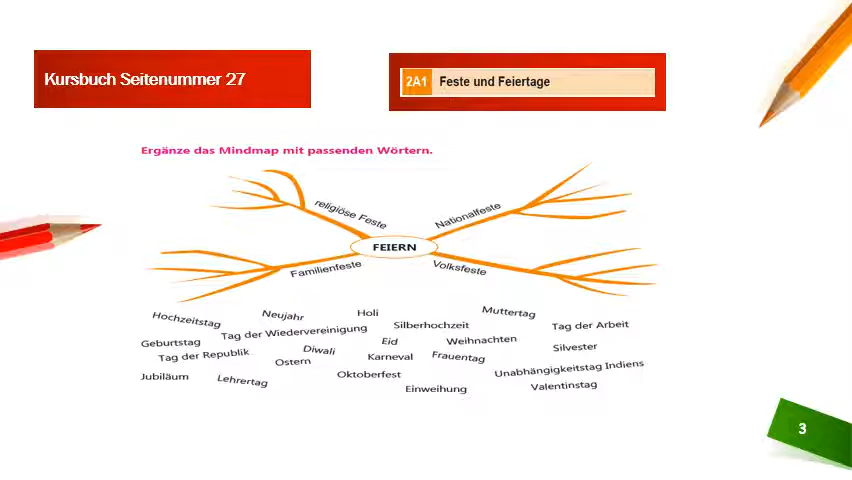 Kursbuch Seitenummer 27
2A1 Feste und Feiertage
Ergänze das Mindmap mit passenden Wörtern.
religiöse Feste
Nationalfeste
FEIERN
Familienfeste
Volksfeste
Hochzeitstag
Neujahr
Holi
Muttertag
Silberhochzeit
Tag der Arbeit
Geburtstag
Tag der Wiedervereinigung
Eid
Weihnachten
Silvester
Tag der Republik
Diwali
Ostern
Karneval
Frauentag
Unabhängigkeitstag Indiens
Jubiläum
Lehrertag
Oktoberfest
Einweihung
Valentinstag
3